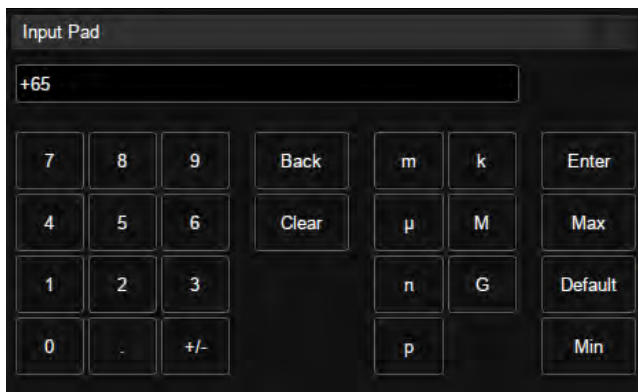 Input Pad
+65
7 8 9 Back m k Enter
4 5 6 Clear µ M Max
1 2 3 n G Default
0 . +/- p Min